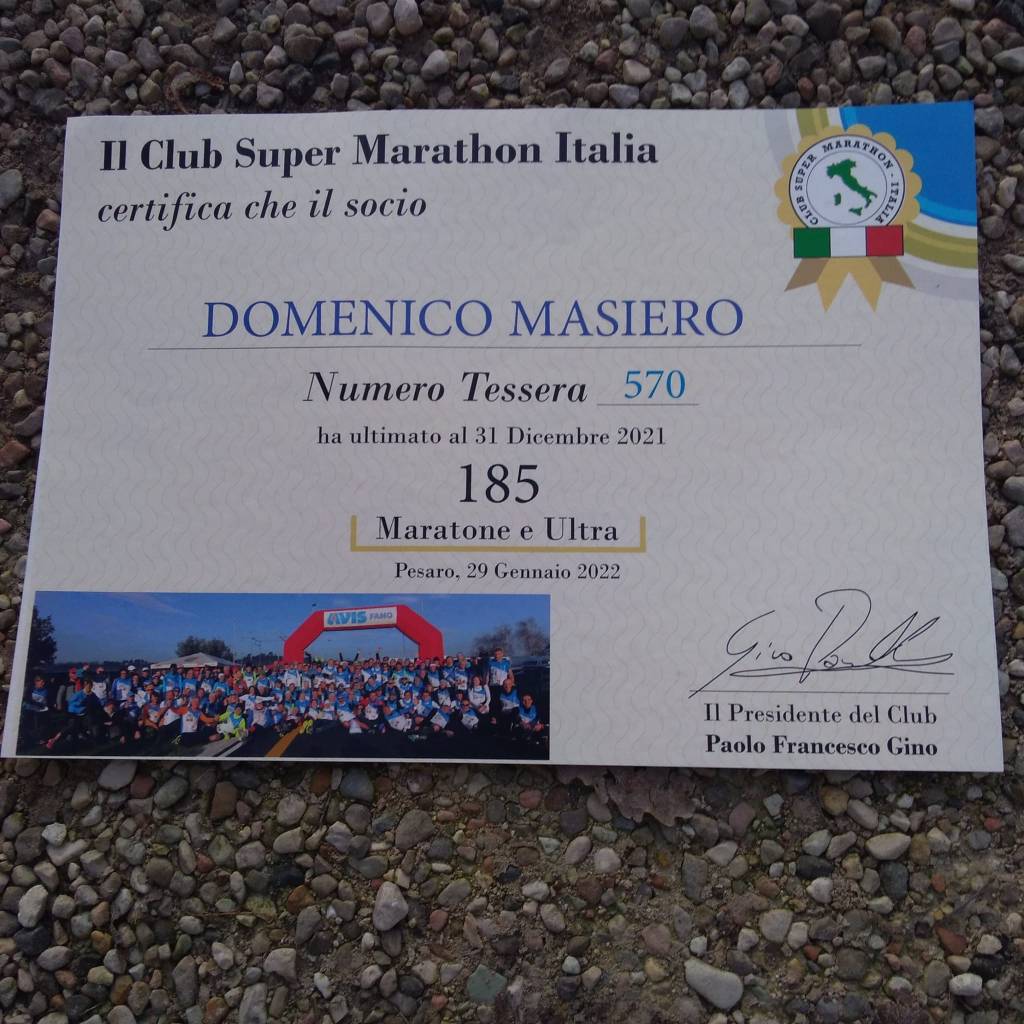 Il Club Super Marathon Italia
certifica che il socio
CLUB SUPER MARATHON - ITALIA
DOMENICO MASIERO
Numero Tessera 570
ha ultimato al 31 Dicembre 2021
185
Maratone e Ultra
Pesaro, 29 Gennaio 2022
AVIS FANO
Il Presidente del Club
Paolo Francesco Gino